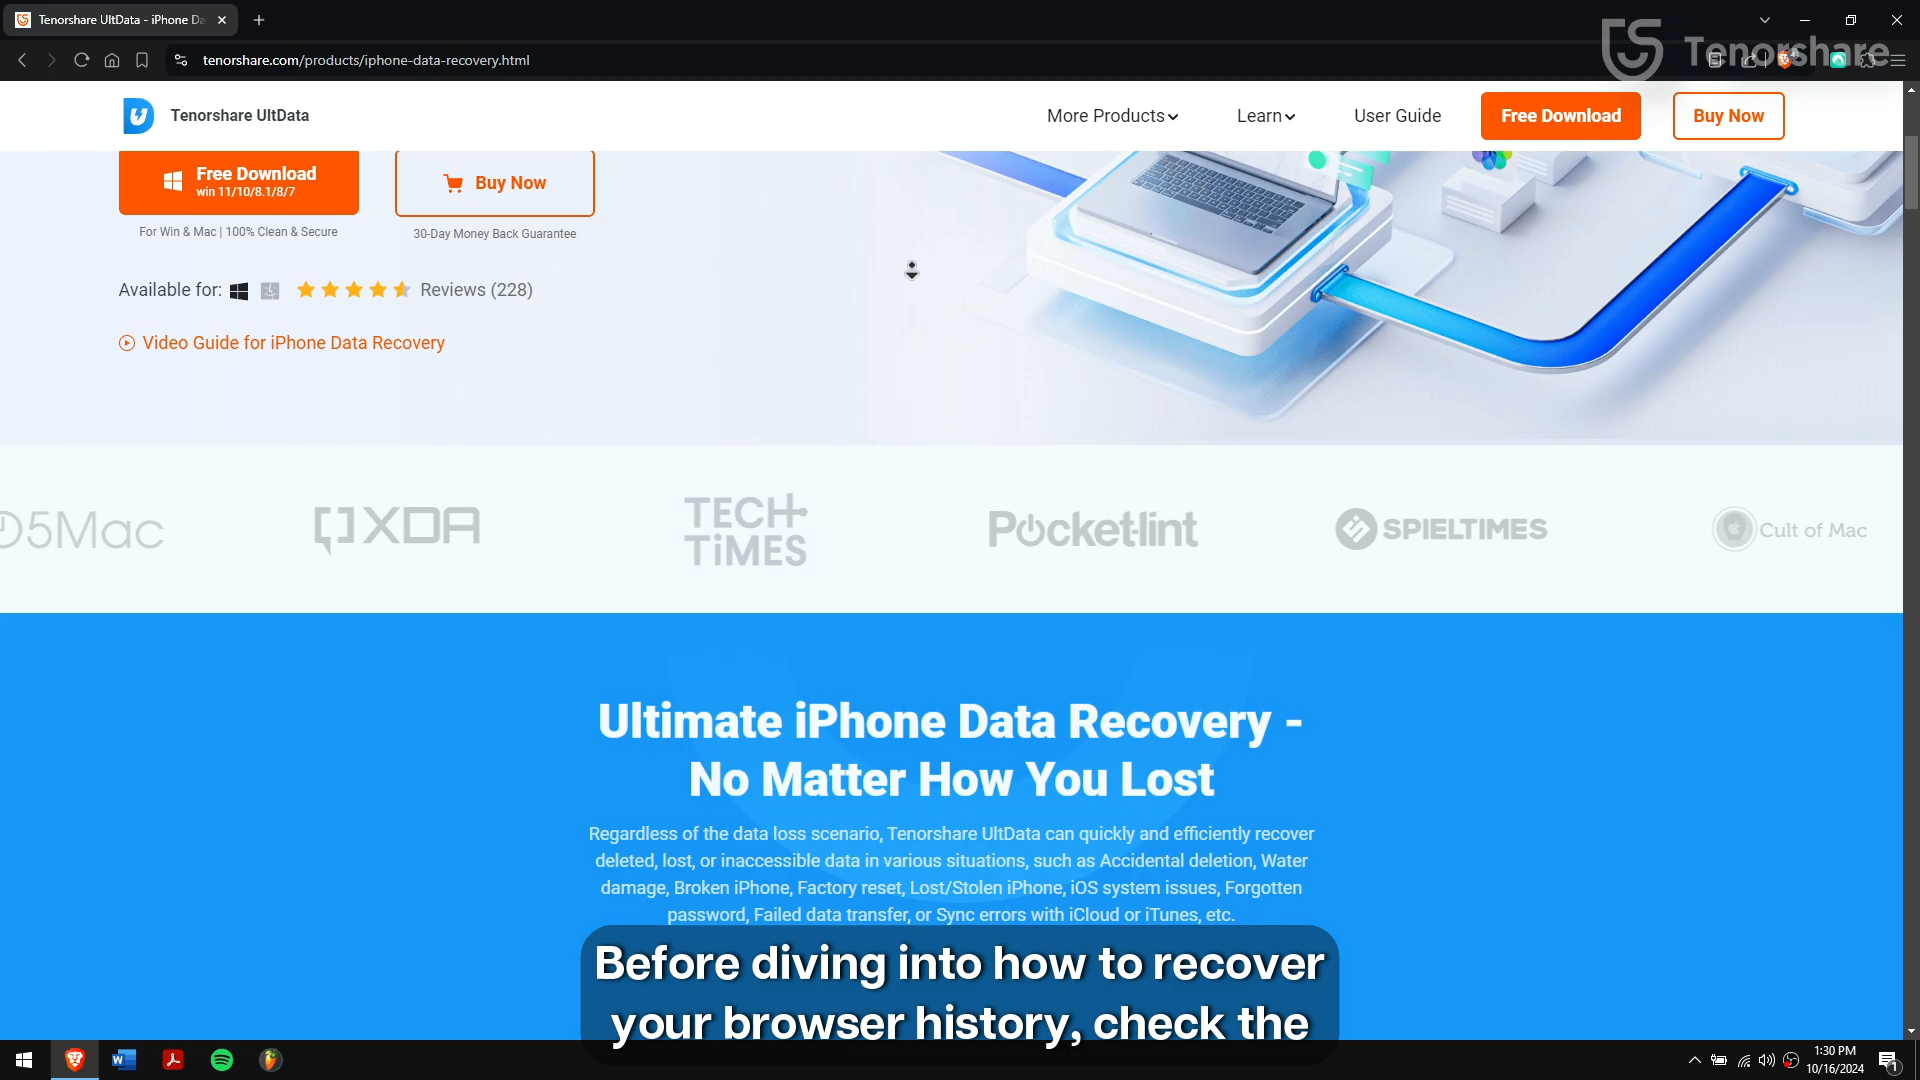 Tenorshare UltData - iPhone Da
tenorshare.com/products/iphone-data-recovery.html
Tenorshare
Tenorshare UltData
More Products
Learn
User Guide
Free Download
Buy Now
Free Download
win 11/10/8.1/8/7
Buy Now
For Win & Mac | 100% Clean & Secure
30-Day Money Back Guarantee
Available for:
Reviews (228)
Video Guide for iPhone Data Recovery
5Mac
XDA
TECH
TiMES
Pocket-lint
SPIELTIMES
Cult of Mac
Ultimate iPhone Data Recovery -
No Matter How You Lost
Regardless of the data loss scenario, Tenorshare UltData can quickly and efficiently recover
deleted, lost, or inaccessible data in various situations, such as Accidental deletion, Water
damage, Broken iPhone, Factory reset, Lost/Stolen iPhone, iOS system issues, Forgotten
password, Failed data transfer, or Sync errors with iCloud or iTunes, etc.
Before diving into how to recover
your browser history, check the
1:30 PM
10/16/2024
1